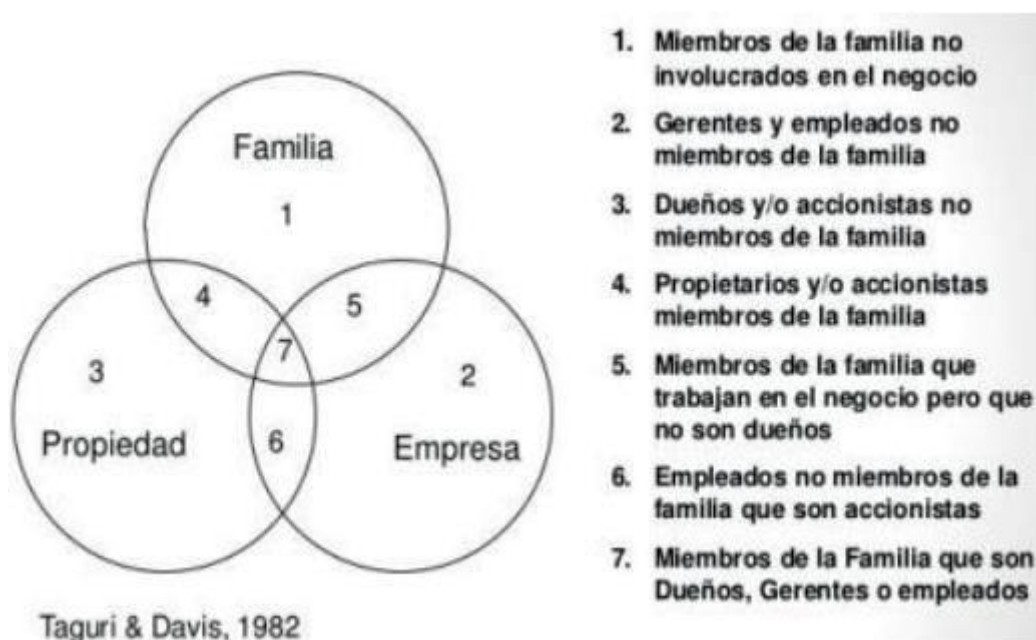 Familia
1
4
5
7
3
2
Propiedad
6
Empresa
Taguri & Davis, 1982
1. Miembros de la familia no
involucrados en el negocio
2. Gerentes y empleados no
miembros de la familia
3. Dueños y/o accionistas no
miembros de la familia
4. Propietarios y/o accionistas
miembros de la familia
5. Miembros de la familia que
trabajan en el negocio pero que
no son dueños
6. Empleados no miembros de la
familia que son accionistas
7. Miembros de la Familia que son
Dueños, Gerentes o empleados